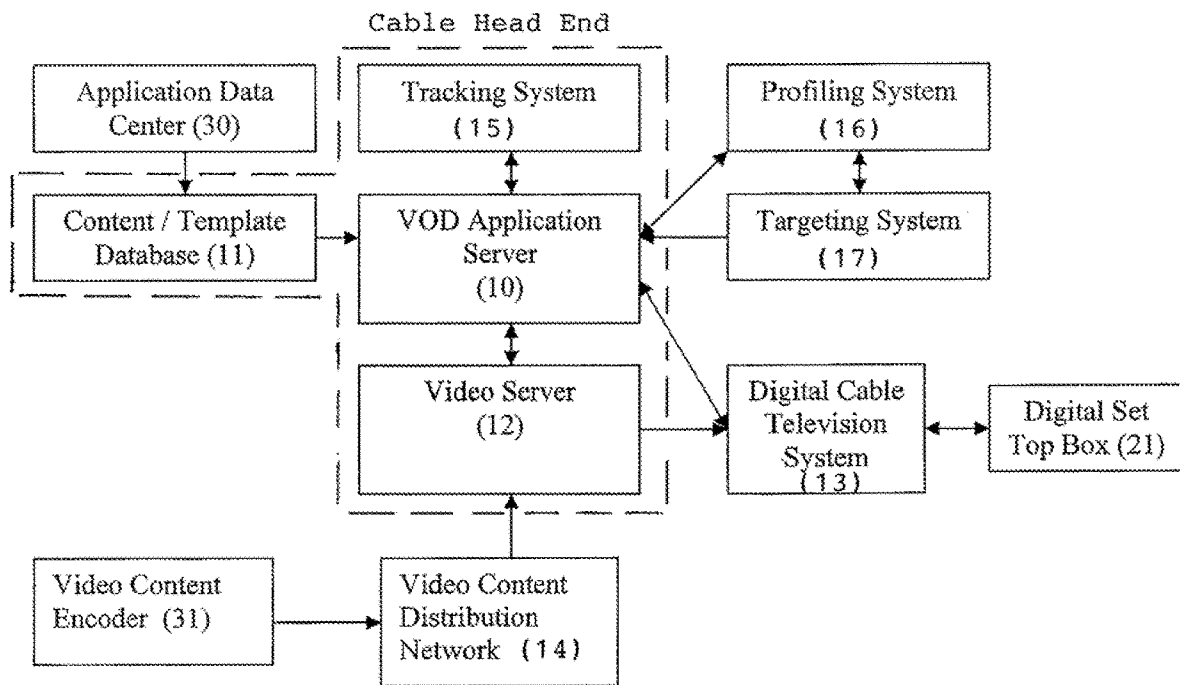 Cable Head End
Application Data
Center (30)
Tracking System
(15)
Profiling System
(16)
Content / Template
Database (11)
VOD Application
Server
(10)
Targeting System
(17)
Video Server
(12)
Digital Cable
Television
System
(13)
Digital Set
Top Box (21)
Video Content
Encoder (31)
Video Content
Distribution
Network (14)